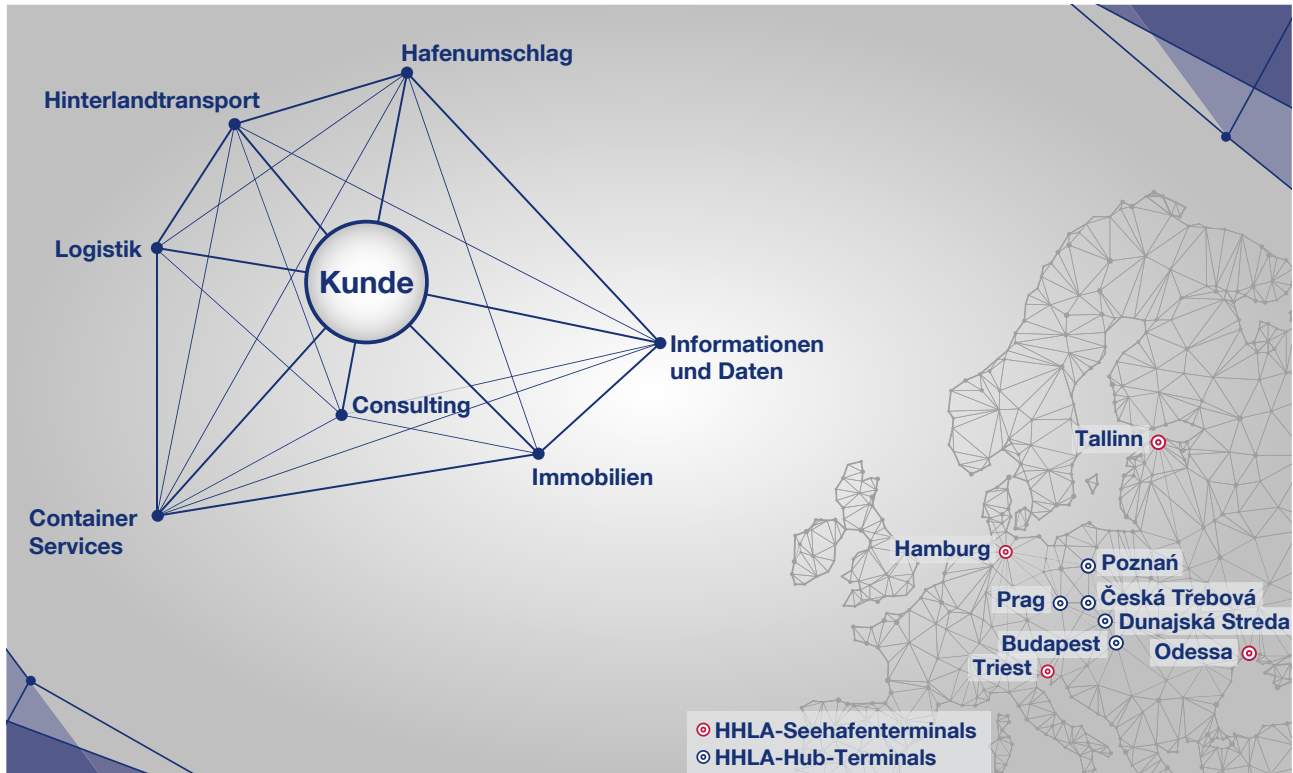 Hafenumschlag
Hinterlandtransport
Logistik
Kunde
Informationen
und Daten
Consulting
Immobilien
Container
Services
Tallinn
Hamburg
Poznań
Prag
Česká Třebová
Dunajská Streda
Budapest
Odessa
Triest
HHLA-Seehafenterminals
HHLA-Hub-Terminals